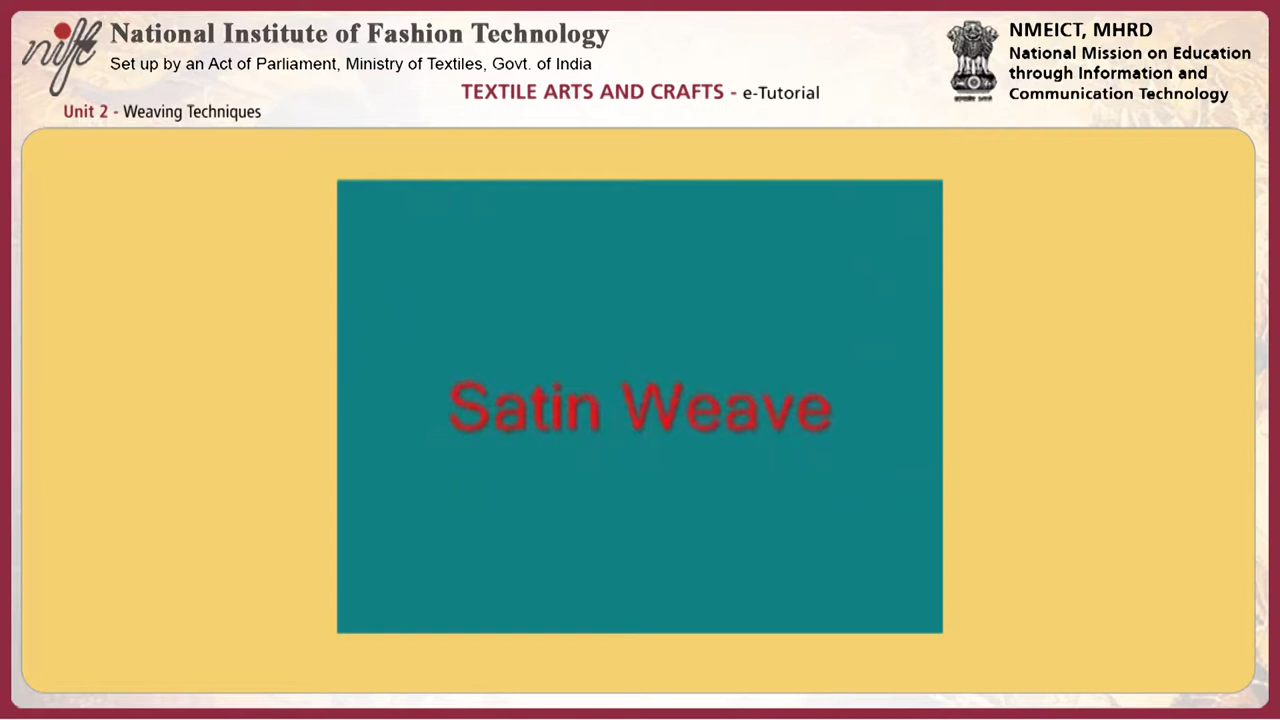 nift
National Institute of Fashion Technology
Set up by an Act of Parliament, Ministry of Textiles, Govt. of India
TEXTILE ARTS AND CRAFTS - e-Tutorial
NMEICT, MHRD
National Mission on Education
through Information and
Communication Technology
Unit 2 - Weaving Techniques
Satin Weave